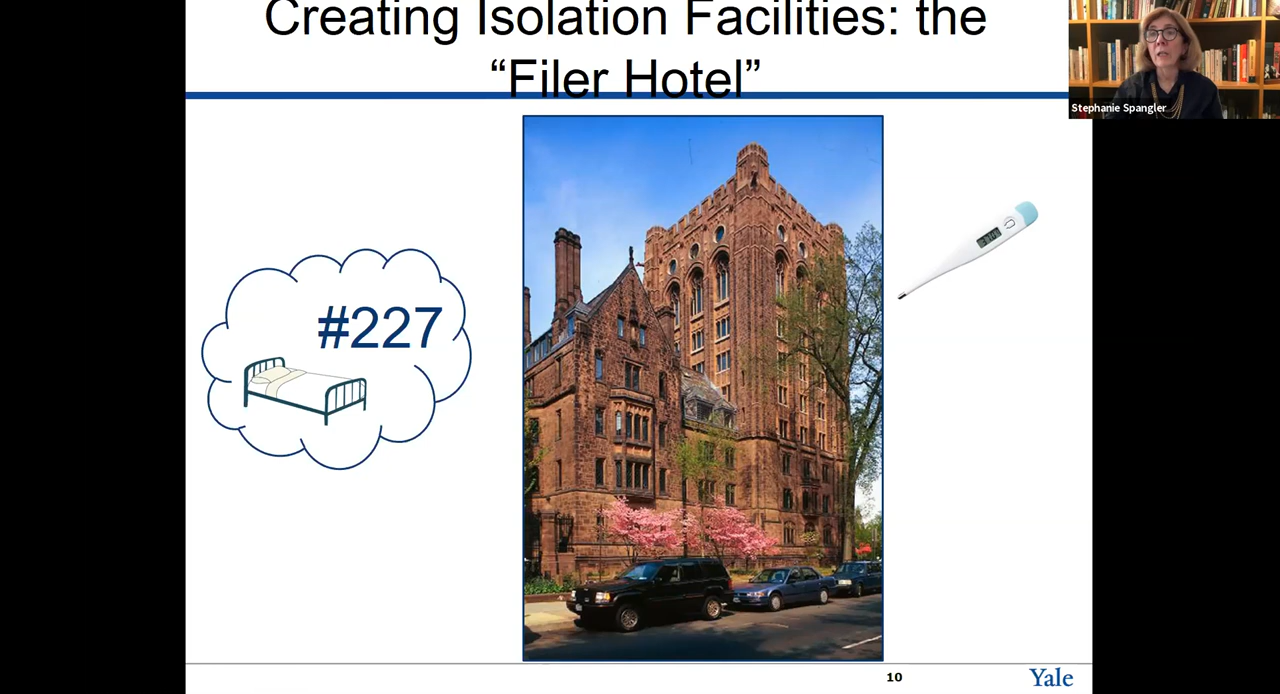 Creating Isolation Facilities: the
“Filer Hotel”
Stephanie Spangler
#227
10
Yale